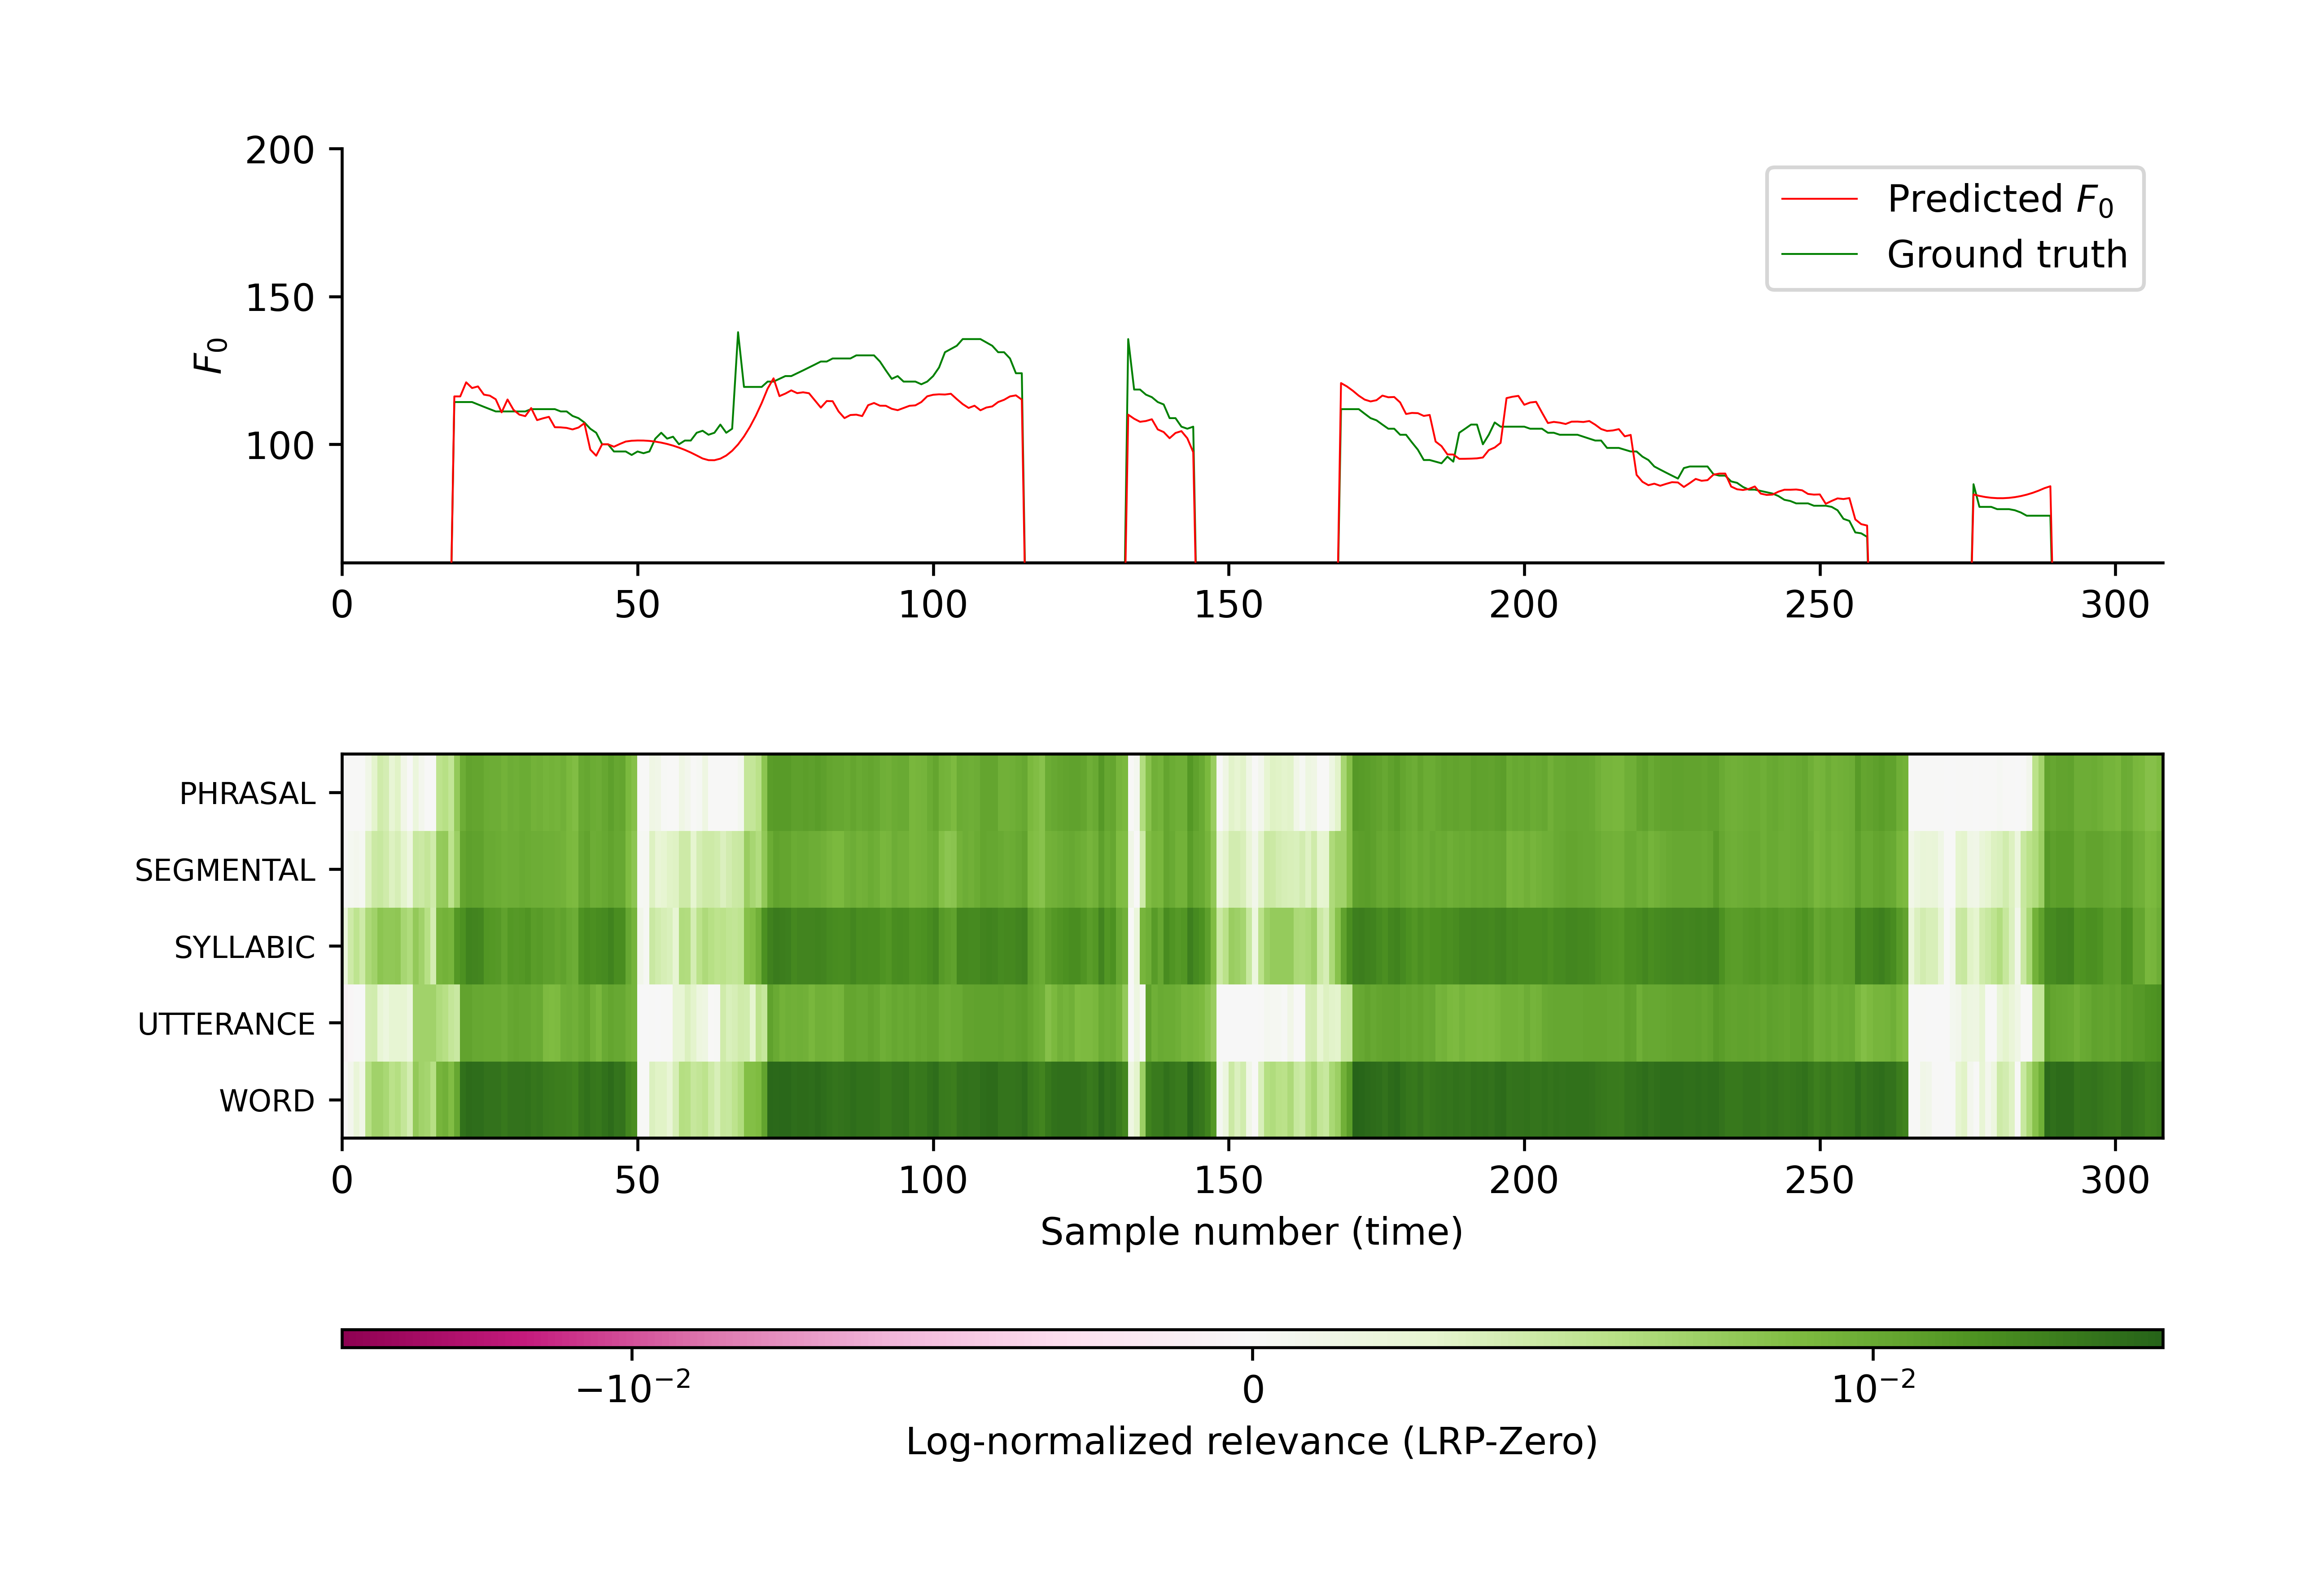 200
150
100
F0
Predicted F0
Ground truth
0 50 100 150 200 250 300
PHRASAL
SEGMENTAL
SYLLABIC
UTTERANCE
WORD
0 50 100 150 200 250 300
Sample number (time)
−10⁻² 0 10⁻²
Log-normalized relevance (LRP-Zero)